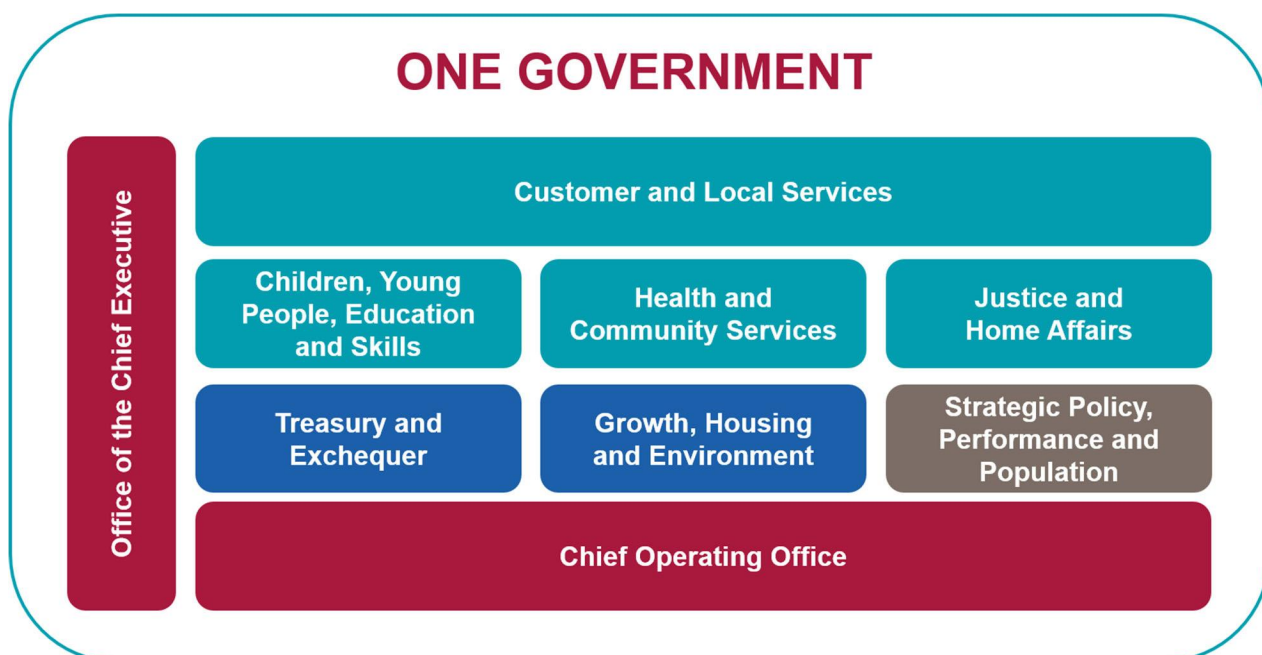 ONE GOVERNMENT
Office of the Chief Executive
Customer and Local Services
Children, Young
People, Education
and Skills
Health and
Community Services
Justice and
Home Affairs
Treasury and
Exchequer
Growth, Housing
and Environment
Strategic Policy,
Performance and
Population
Chief Operating Office